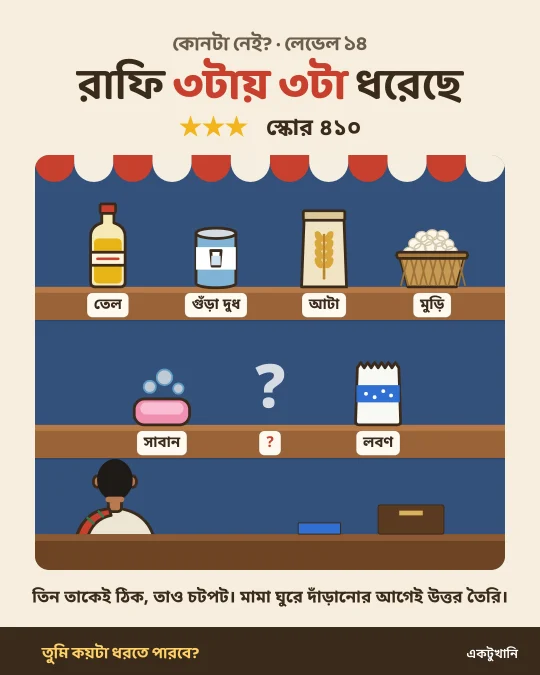 কোনটা নেই? · লেভেল ১৪
রাফি ৩টায় ৩টা ধরেছে
★★★ স্কোর ৪১০
তেল
গুঁড়া দুধ
আটা
মুড়ি
?
সাবান
?
লবণ
তিন তাকেই ঠিক, তাও চটপট। মামা ঘুরে দাঁড়ানোর আগেই উত্তর তৈরি।
তুমি কয়টা ধরতে পারবে?
একটুখানি